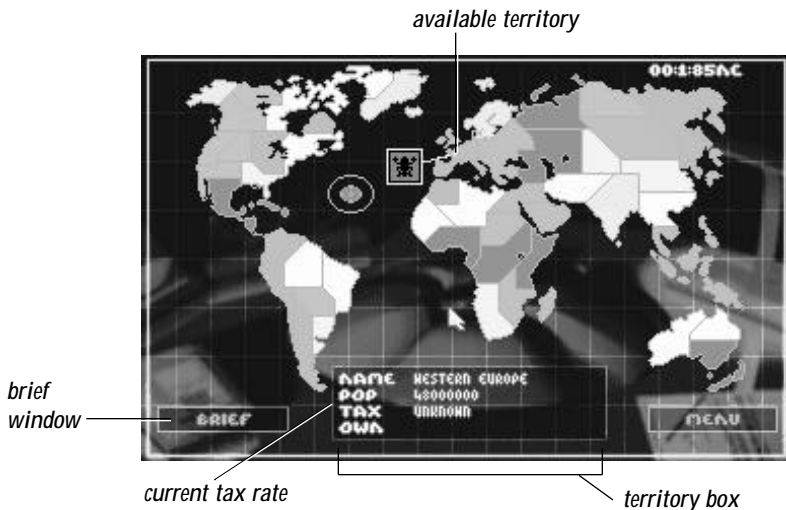 available territory
00:1:85NC
NAME WESTERN EUROPE
POP 48000000
TAX UNKNOWN
OWN
brief
window
BRIEF
MENU
current tax rate
territory box